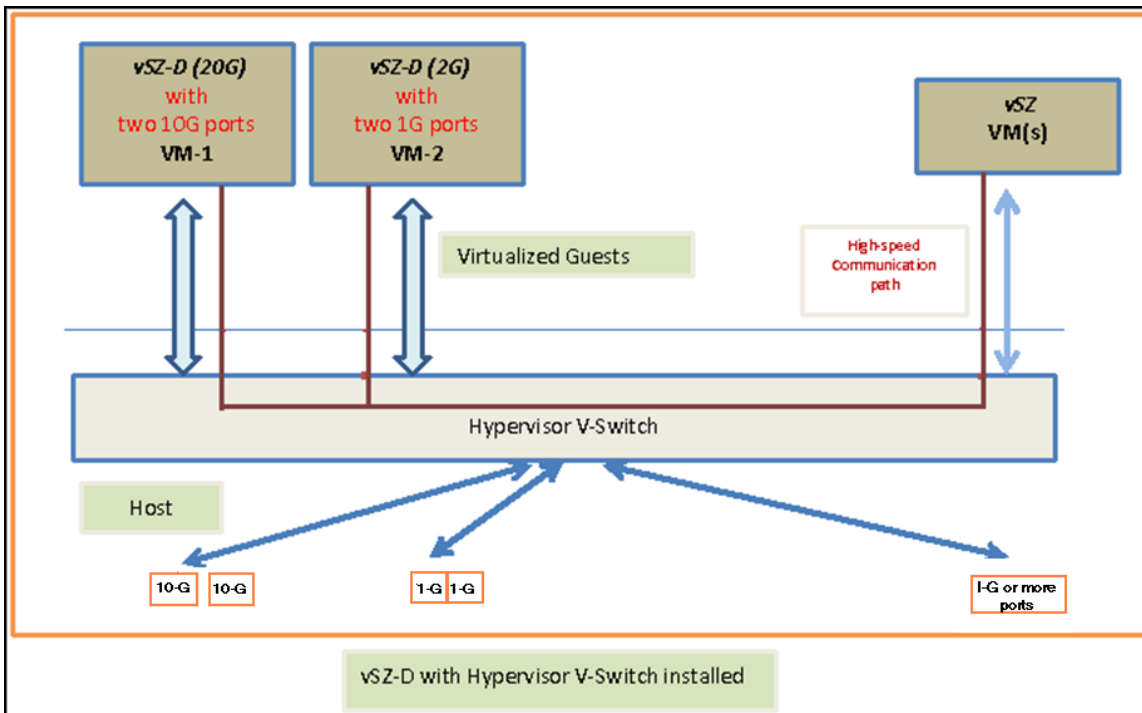 vSZ-D (20G)
with
two 10G ports
VM-1
vSZ-D (2G)
with
two 1G ports
VM-2
vSZ
VM(s)
Virtualized Guests
High-speed
Communication
path
Hypervisor V-Switch
Host
10-G
10-G
1-G
1-G
I-G or more
ports
vSZ-D with Hypervisor V-Switch installed